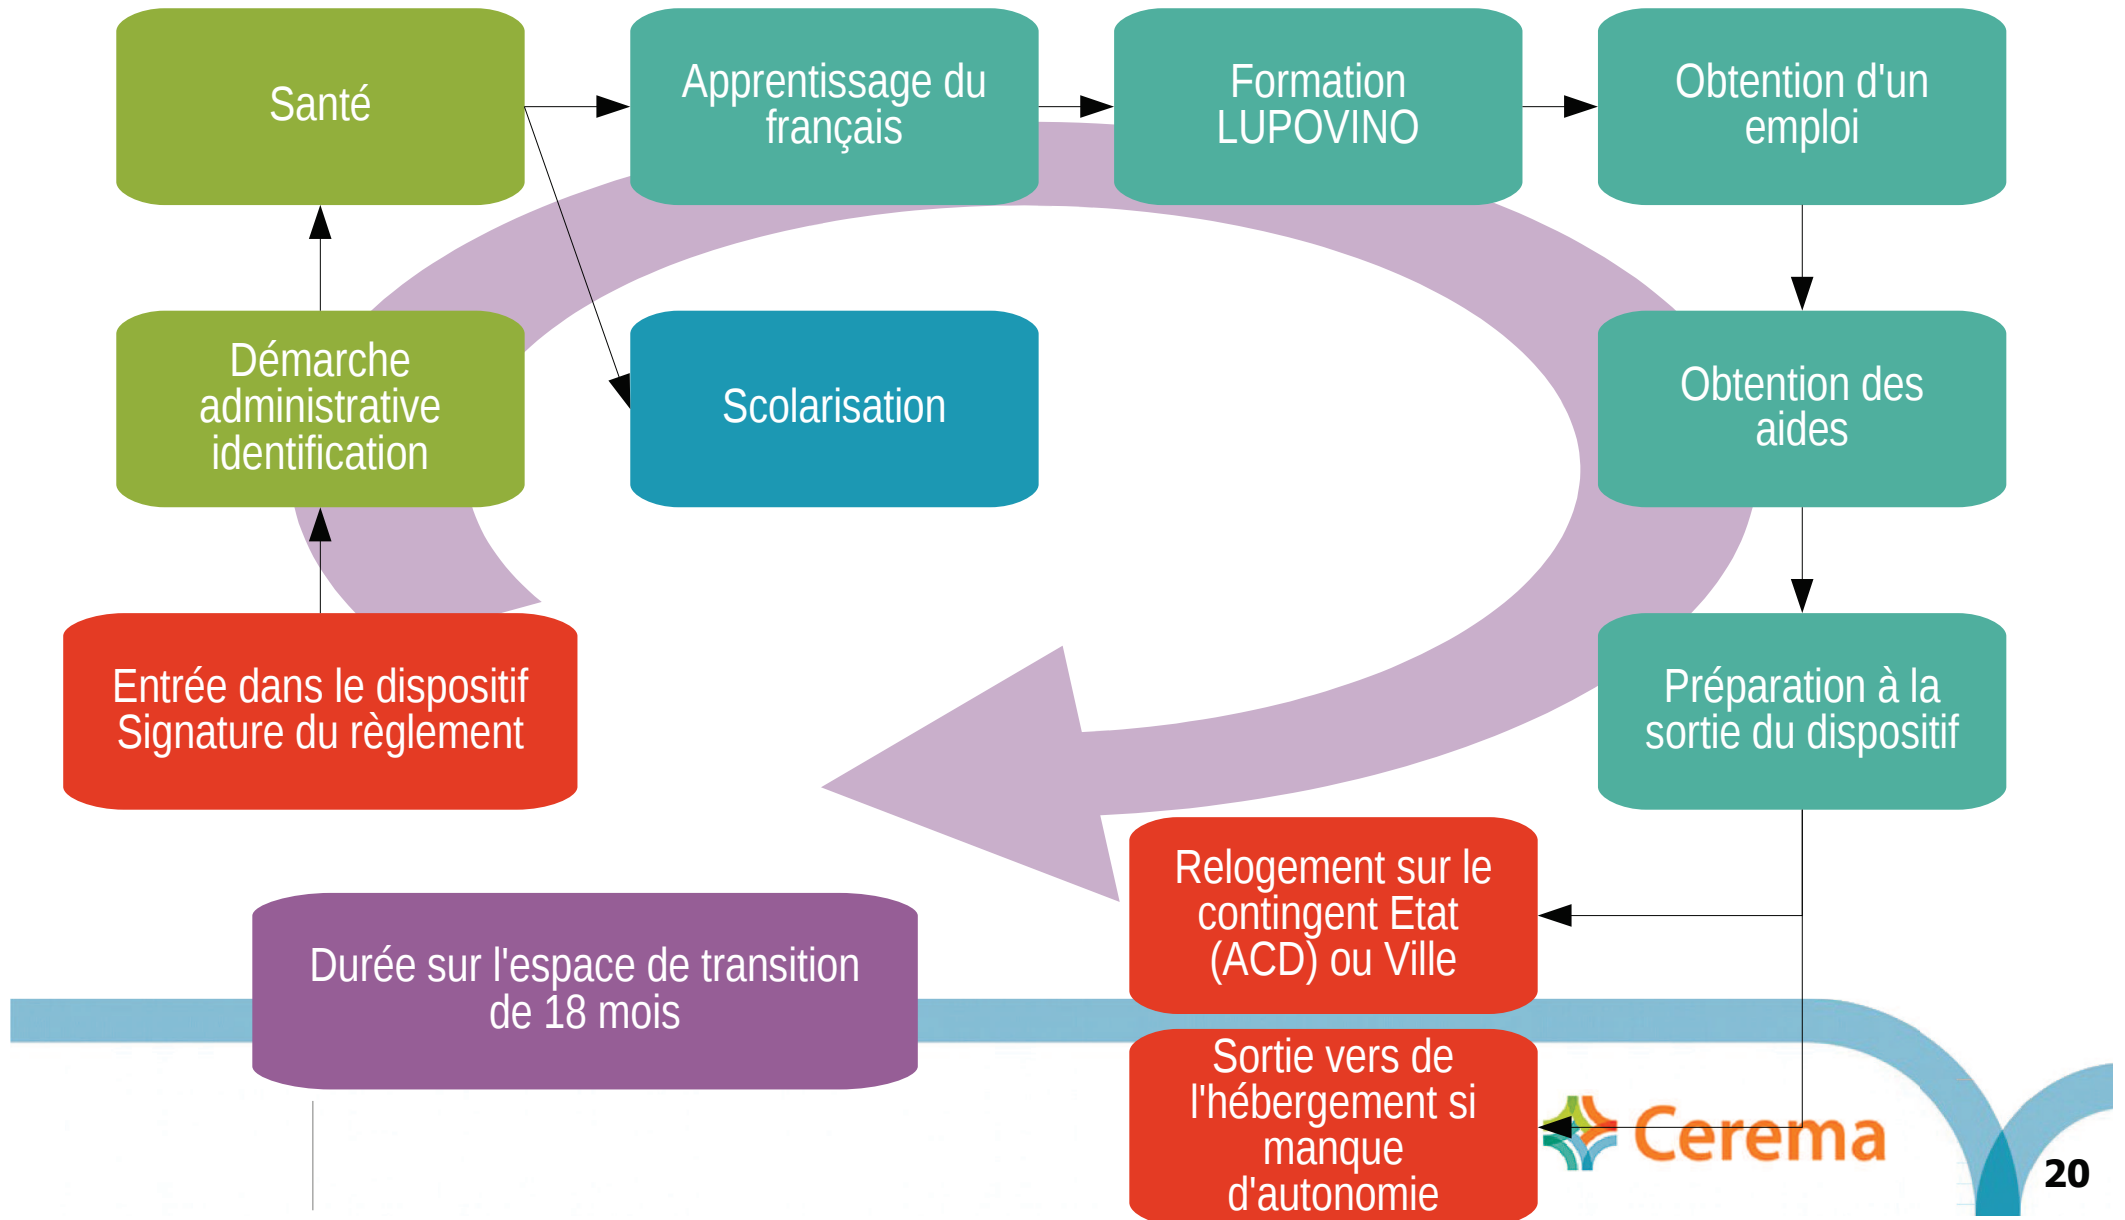 Santé
Apprentissage du
français
Formation
LUPOVINO
Obtention d'un
emploi
Démarche
administrative
identification
Scolarisation
Obtention des
aides
Entrée dans le dispositif
Signature du règlement
Préparation à la
sortie du dispositif
Relogement sur le
contingent Etat
(ACD) ou Ville
Durée sur l'espace de transition
de 18 mois
Sortie vers de
l'hébergement si
manque
d'autonomie
Cerema
20